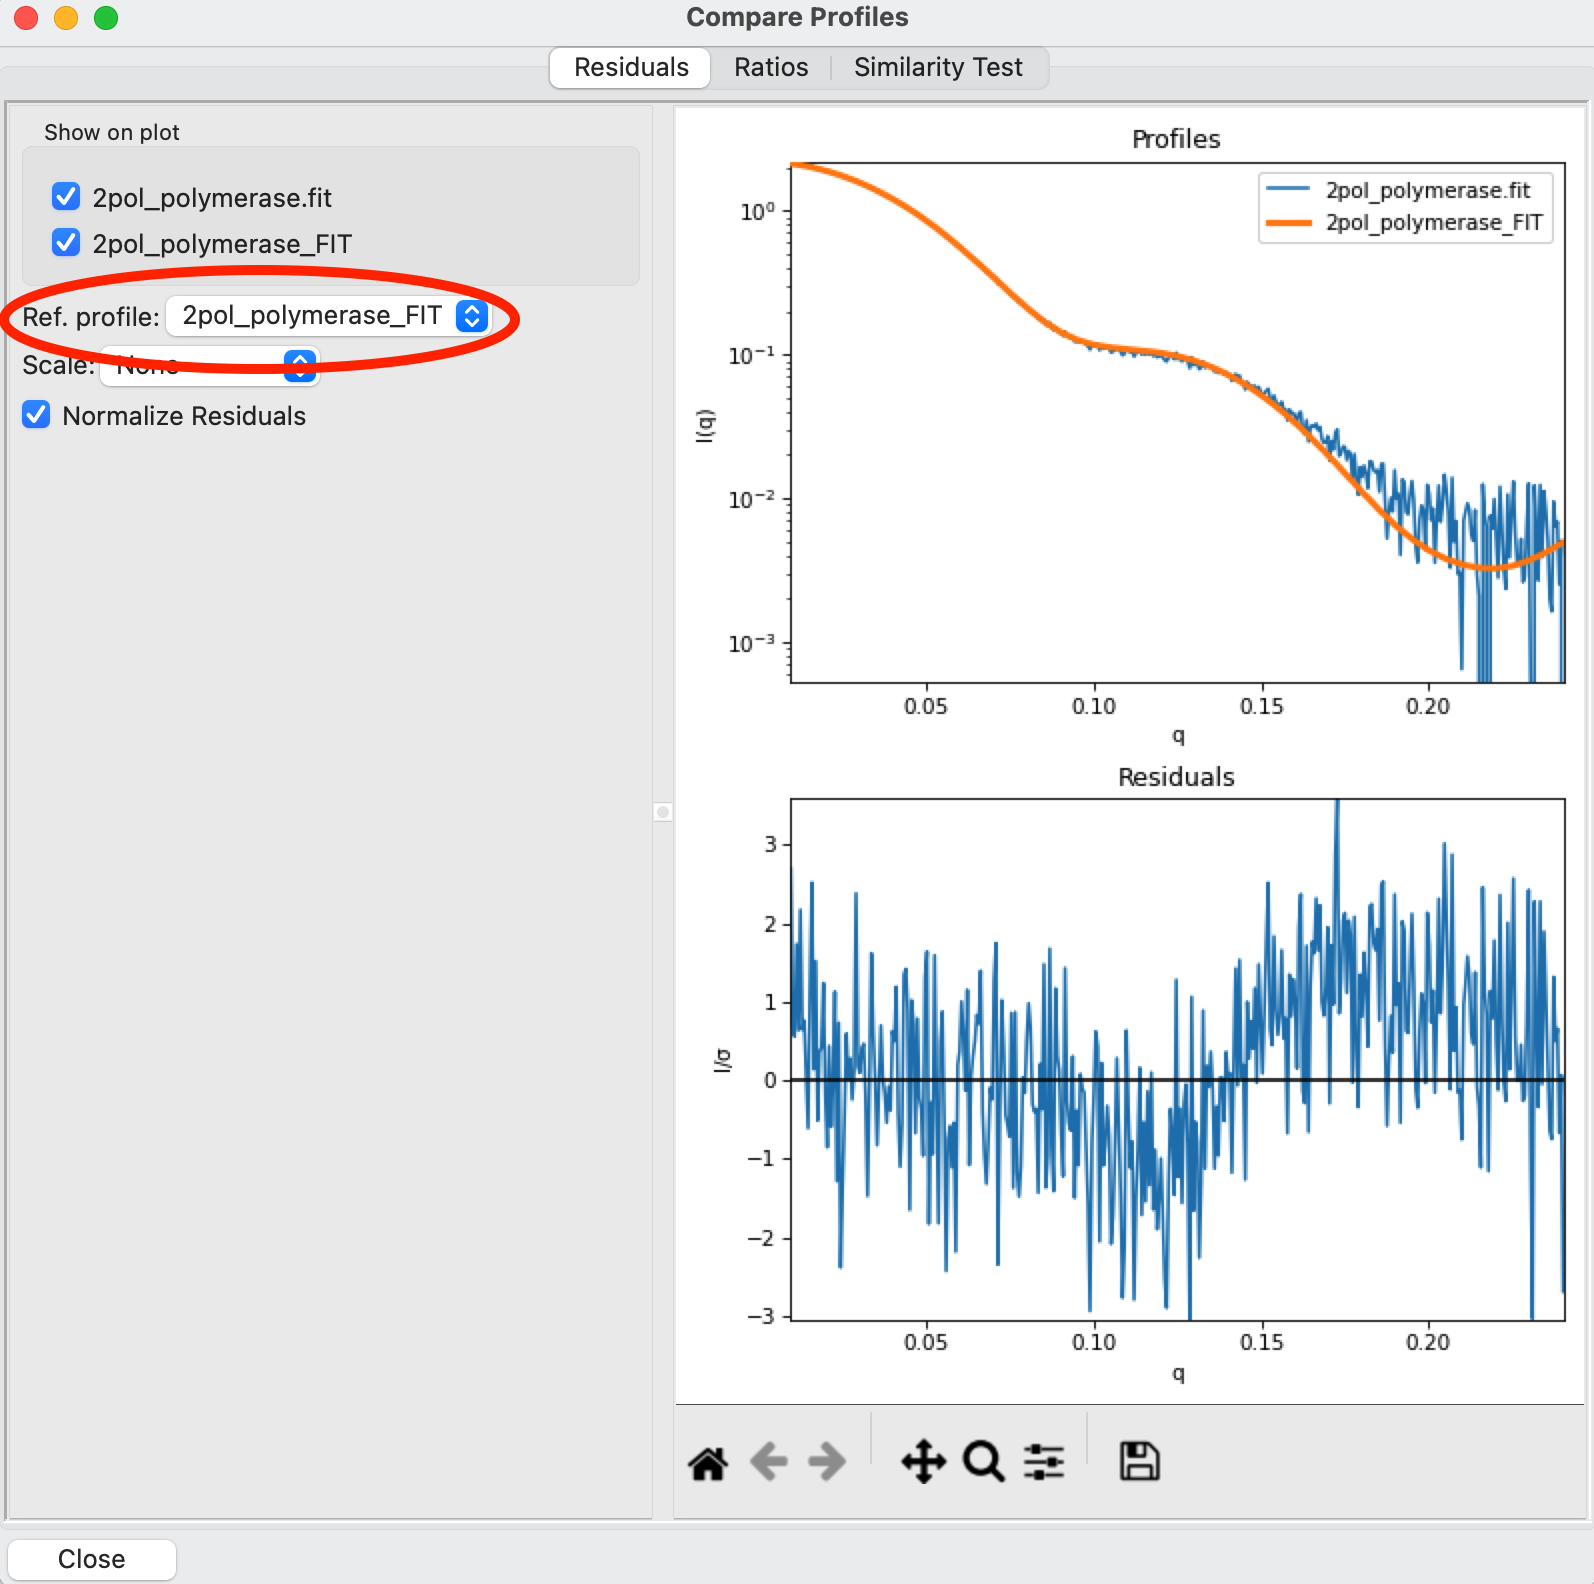 Compare Profiles
Residuals
Ratios
Similarity Test
Show on plot
2pol_polymerase.fit
2pol_polymerase_FIT
Ref. profile: 2pol_polymerase_FIT
Scale: None
Normalize Residuals
Profiles
2pol_polymerase.fit
2pol_polymerase_FIT
10⁰
10⁻¹
10⁻²
10⁻³
I(q)
0.05 0.10 0.15 0.20
q
Residuals
3
2
1
0
−1
−2
−3
I/σ
0.05 0.10 0.15 0.20
q
Close